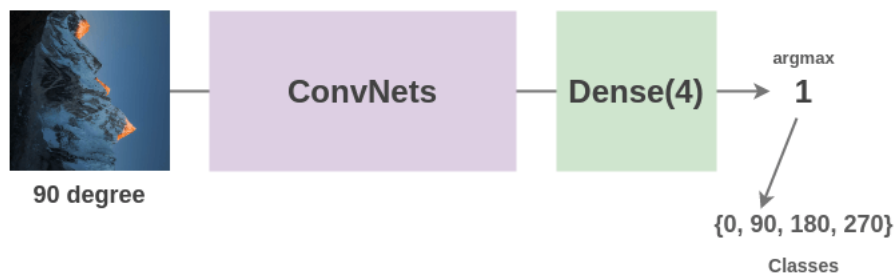 90 degree
ConvNets
Dense(4)
argmax
1
{0, 90, 180, 270}
Classes